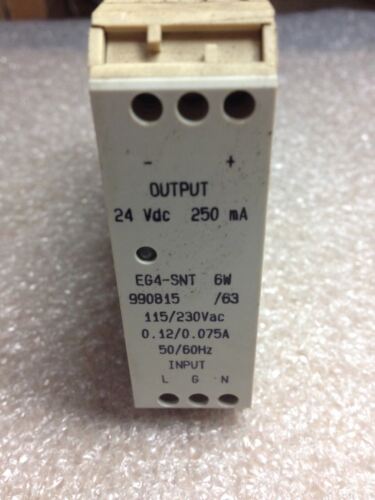 - +
OUTPUT
24 Vdc 250 mA
EG4-SNT 6W
990815 /63
115/230Vac
0.12/0.075A
50/60Hz
INPUT
L G N